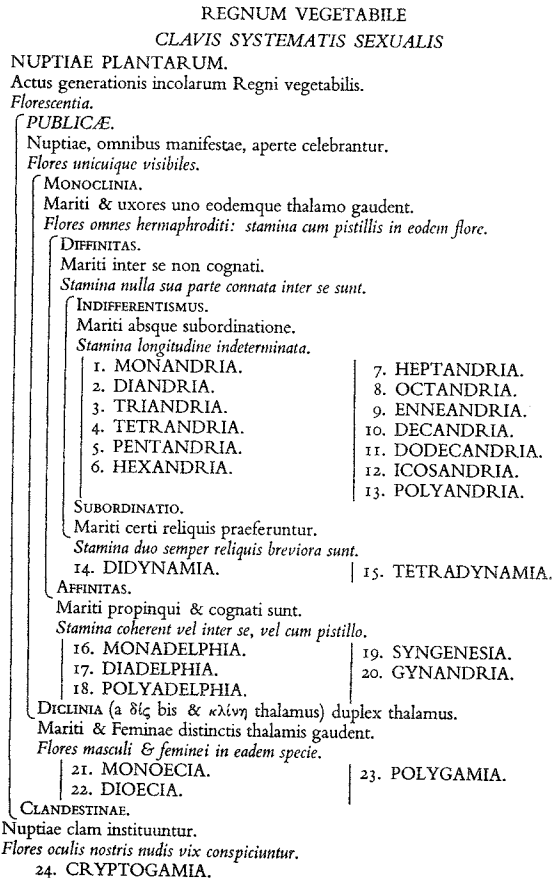 REGNUM VEGETABILE
CLAVIS SYSTEMATIS SEXUALIS
NUPTIAE PLANTARUM.
Actus generationis incolarum Regni vegetabilis.
Florescentia.
PUBLICÆ.
Nuptiae, omnibus manifestae, aperte celebrantur.
Flores unicuique visibiles.
MONOCLINIA.
Mariti & uxores uno eodemque thalamo gaudent.
Flores omnes hermaphroditi: stamina cum pistillis in eodem flore.
DIFFINITAS.
Mariti inter se non cognati.
Stamina nulla sua parte connata inter se sunt.
INDIFFERENTISMUS.
Mariti absque subordinatione.
Stamina longitudine indeterminata.
1. MONANDRIA.
2. DIANDRIA.
3. TRIANDRIA.
4. TETRANDRIA.
5. PENTANDRIA.
6. HEXANDRIA.
7. HEPTANDRIA.
8. OCTANDRIA.
9. ENNEANDRIA.
10. DECANDRIA.
11. DODECANDRIA.
12. ICOSANDRIA.
13. POLYANDRIA.
SUBORDINATIO.
Mariti certi reliquis praeferuntur.
Stamina duo semper reliquis breviora sunt.
14. DIDYNAMIA.
15. TETRADYNAMIA.
AFFINITAS.
Mariti propinqui & cognati sunt.
Stamina coherent vel inter se, vel cum pistillo.
16. MONADELPHIA.
17. DIADELPHIA.
18. POLYADELPHIA.
19. SYNGENESIA.
20. GYNANDRIA.
DICLINIA (a δίς bis & κλίνη thalamus) duplex thalamus.
Mariti & Feminae distinctis thalamis gaudent.
Flores masculi & feminei in eadem specie.
21. MONOECIA.
22. DIOECIA.
23. POLYGAMIA.
CLANDESTINAE.
Nuptiae clam instituuntur.
Flores oculis nostris nudis vix conspiciuntur.
24. CRYPTOGAMIA.